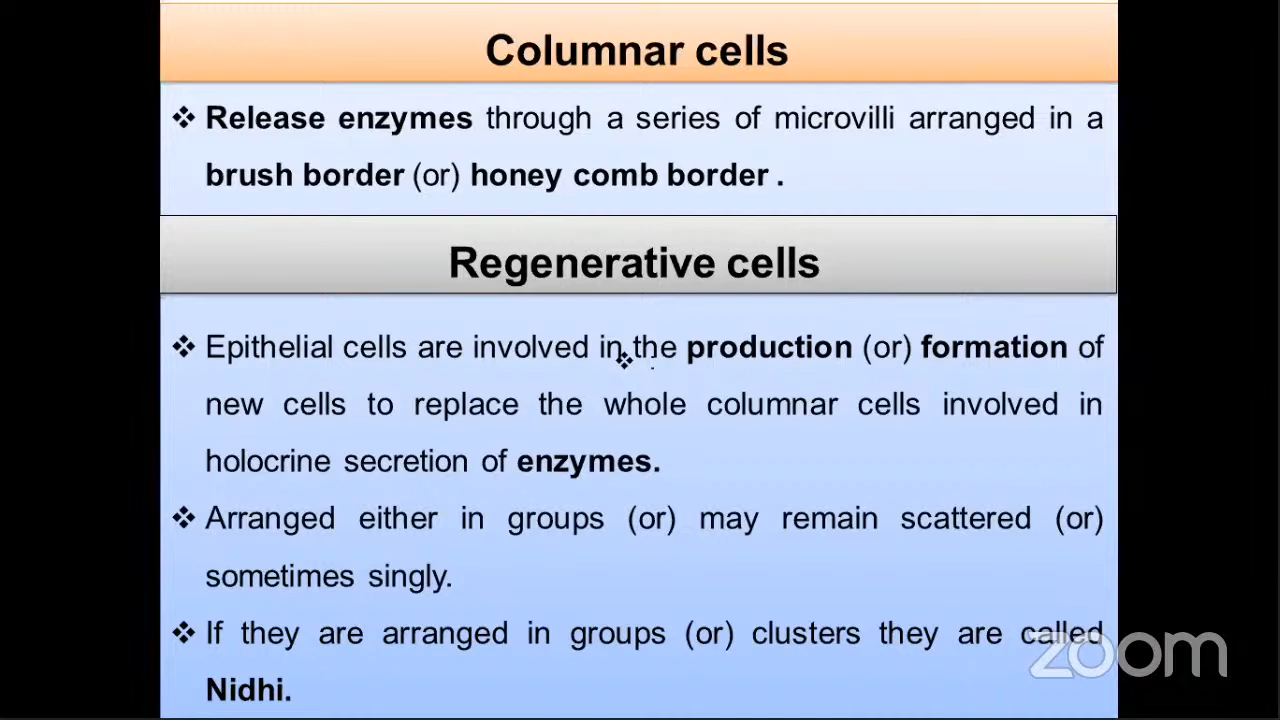 Columnar cells
❖ Release enzymes through a series of microvilli arranged in a
brush border (or) honey comb border .
Regenerative cells
❖ Epithelial cells are involved in the production (or) formation of
new cells to replace the whole columnar cells involved in
holocrine secretion of enzymes.
❖ Arranged either in groups (or) may remain scattered (or)
sometimes singly.
❖ If they are arranged in groups (or) clusters they are called
Nidhi.
zoom